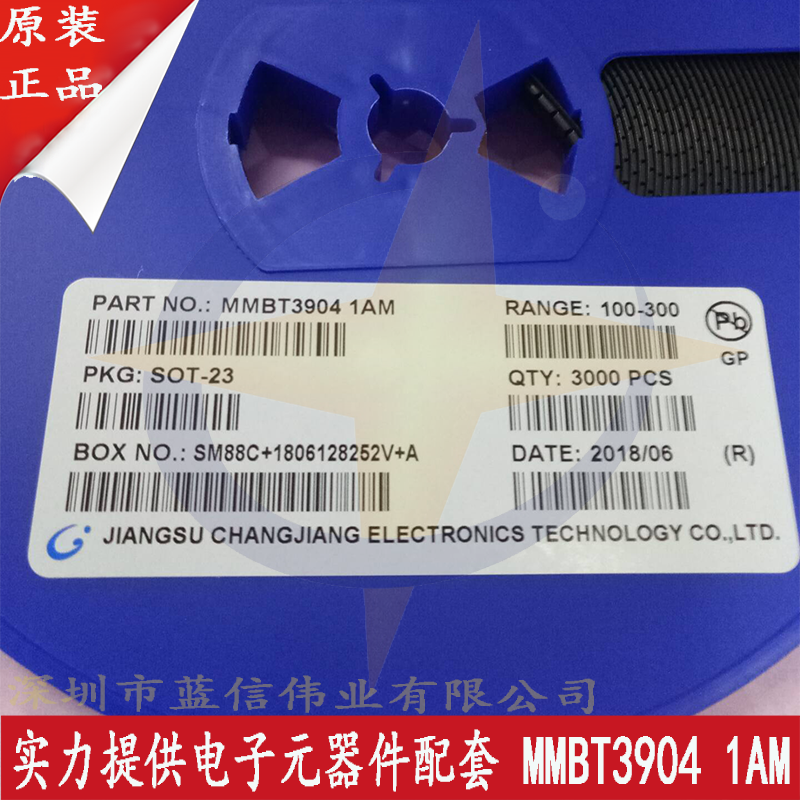 原装
正品
PART NO.: MMBT3904 1AM
RANGE: 100-300
Pb
GP
PKG: SOT-23
QTY: 3000 PCS
BOX NO.: SM88C+1806128252V+A
DATE: 2018/06 (R)
JIANGSU CHANGJIANG ELECTRONICS TECHNOLOGY CO.,LTD.
深圳市蓝信伟业有限公司
实力提供电子元器件配套 MMBT3904 1AM